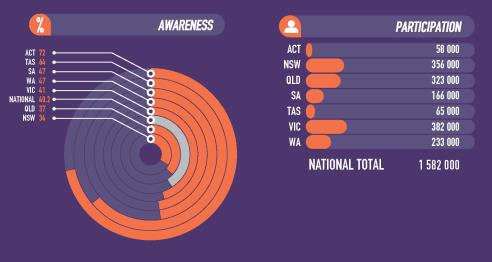 % AWARENESS
ACT 72
TAS 64
SA 47
WA 47
VIC 41
NATIONAL 40.2
QLD 37
NSW 34
PARTICIPATION
ACT 58 000
NSW 356 000
QLD 323 000
SA 166 000
TAS 65 000
VIC 382 000
WA 233 000
NATIONAL TOTAL 1 582 000